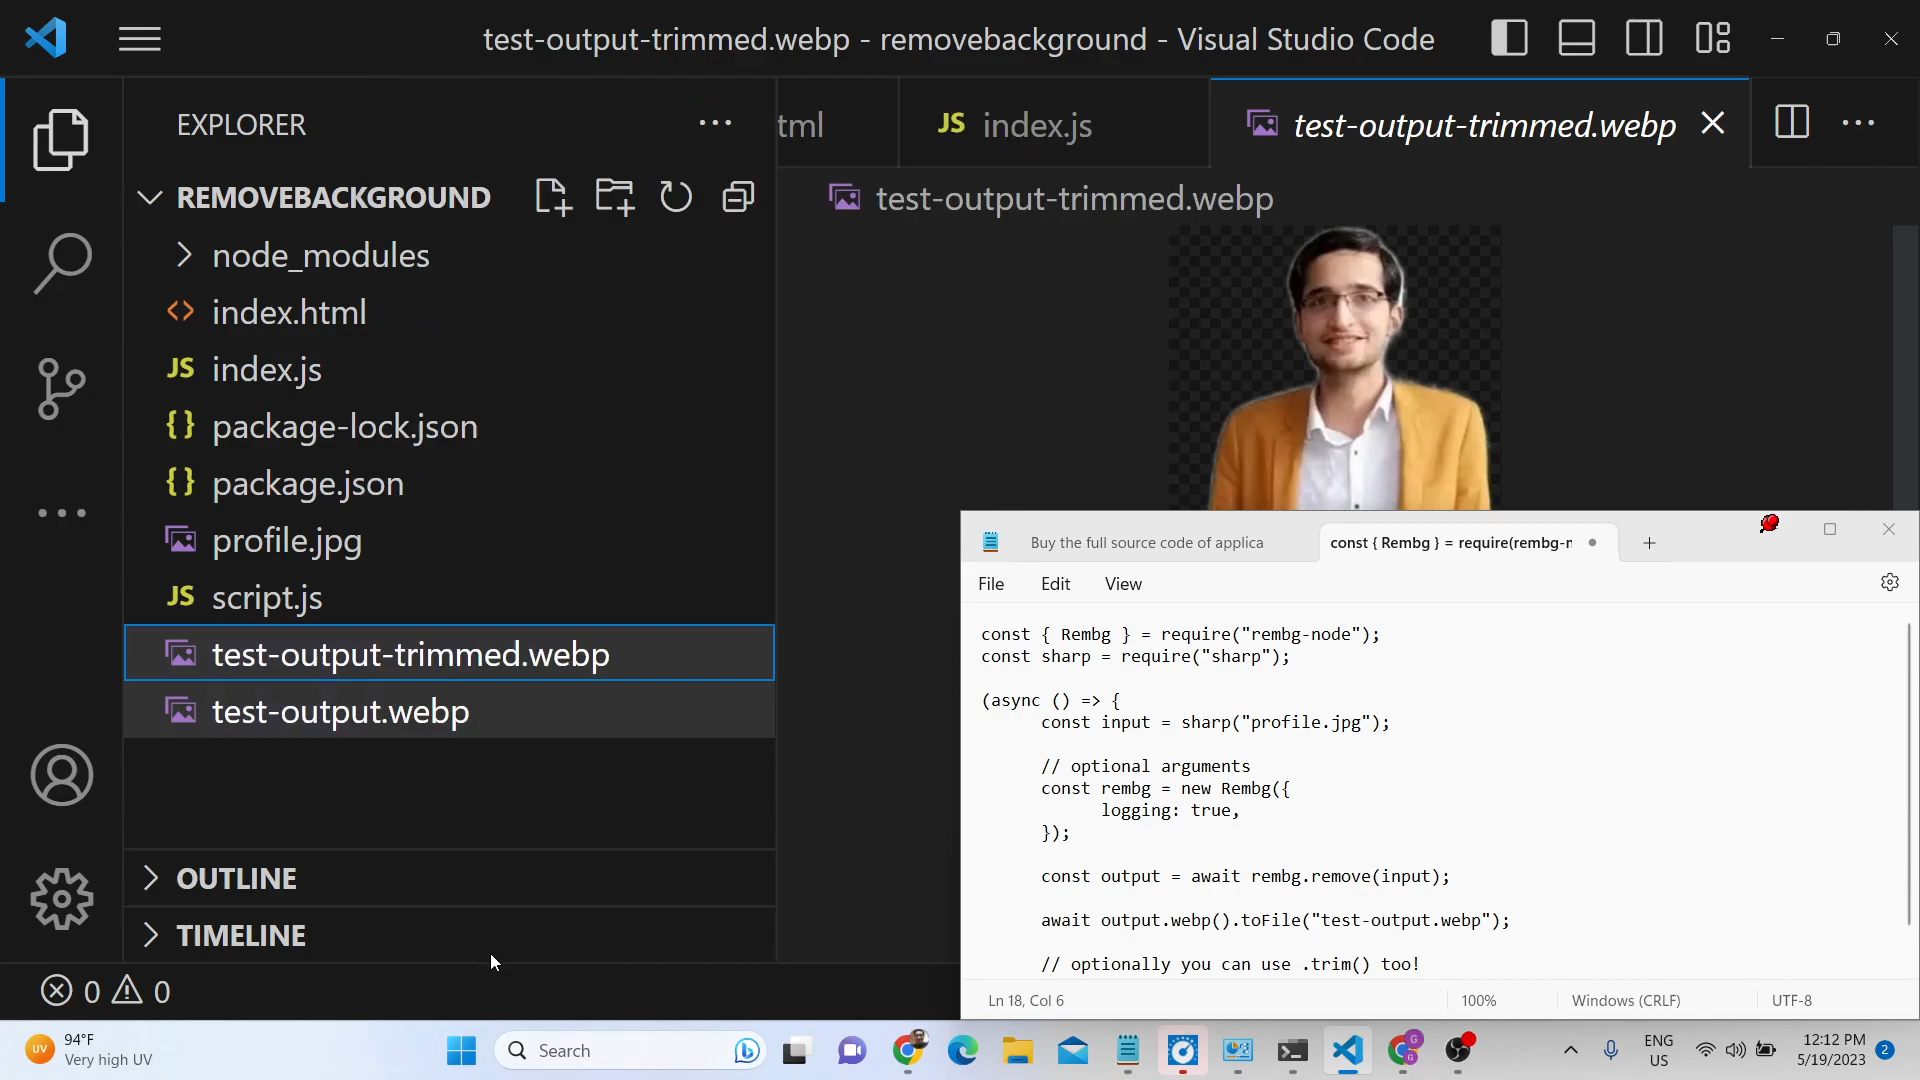 test-output-trimmed.webp - removebackground - Visual Studio Code
EXPLORER
tml
JS index.js
test-output-trimmed.webp
REMOVEBACKGROUND
test-output-trimmed.webp
node_modules
<> index.html
JS index.js
{} package-lock.json
{} package.json
profile.jpg
JS script.js
test-output-trimmed.webp
test-output.webp
OUTLINE
TIMELINE
0 0
Buy the full source code of applica
const { Rembg } = require(rembg-n
File Edit View
const { Rembg } = require("rembg-node");
const sharp = require("sharp");
(async () => {
const input = sharp("profile.jpg");
// optional arguments
const rembg = new Rembg({
logging: true,
});
const output = await rembg.remove(input);
await output.webp().toFile("test-output.webp");
// optionally you can use .trim() too!
Ln 18, Col 6
100%
Windows (CRLF)
UTF-8
UV
94°F
Very high UV
Search
G
G
ENG
US
12:12 PM
5/19/2023
2